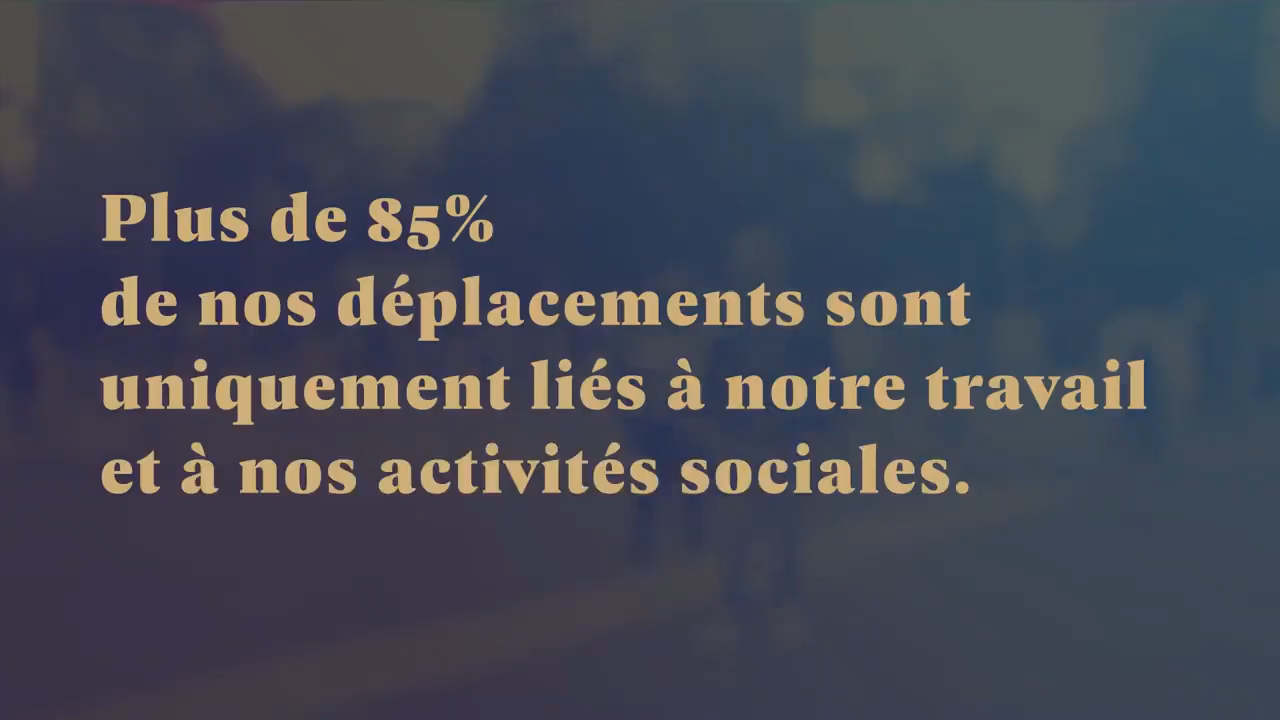 Plus de 85%
de nos déplacements sont
uniquement liés à notre travail
et à nos activités sociales.